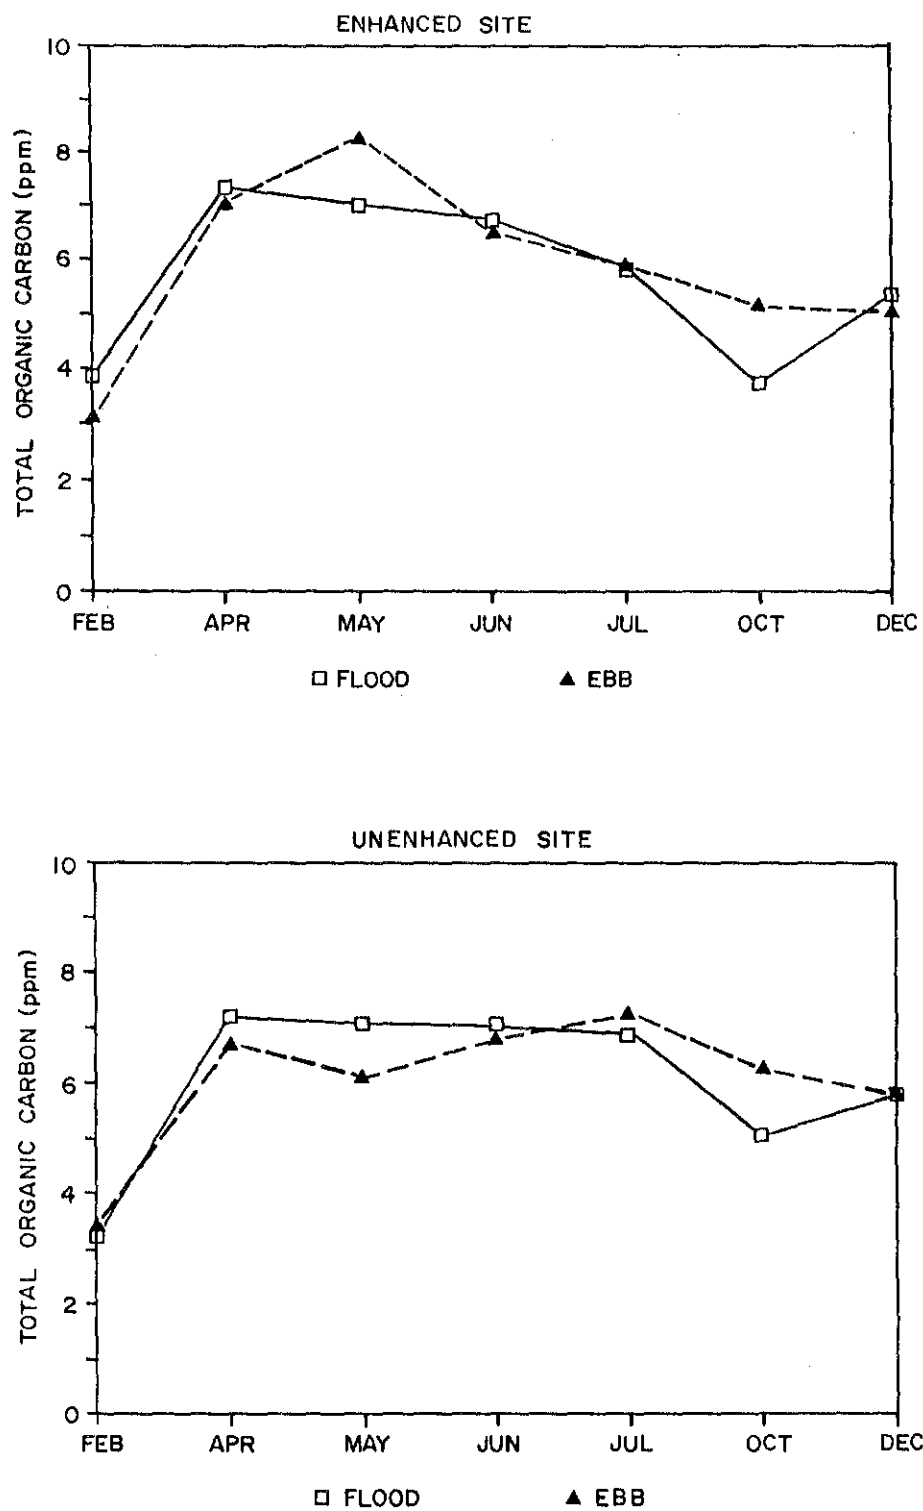 ENHANCED SITE
TOTAL ORGANIC CARBON (ppm)
10
8
6
4
2
0
FEB APR MAY JUN JUL OCT DEC
FLOOD EBB
UNENHANCED SITE
TOTAL ORGANIC CARBON (ppm)
10
8
6
4
2
0
FEB APR MAY JUN JUL OCT DEC
FLOOD EBB